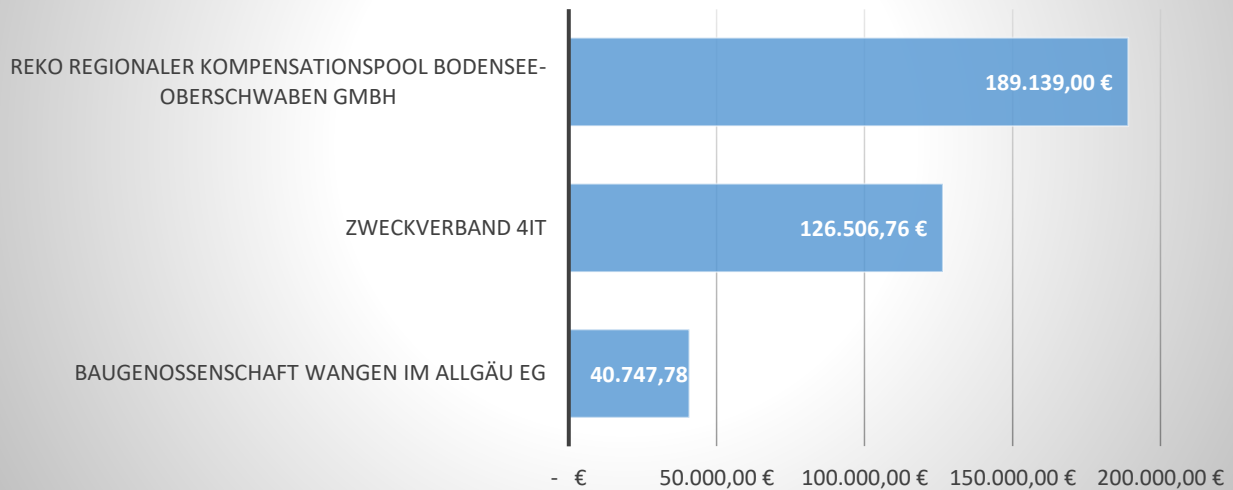 REKO REGIONALER KOMPENSATIONSPOOL BODENSEE-
OBERSCHWABEN GMBH
189.139,00 €
ZWECKVERBAND 4IT
126.506,76 €
BAUGENOSSENSCHAFT WANGEN IM ALLGÄU EG
40.747,78
- € 50.000,00 € 100.000,00 € 150.000,00 € 200.000,00 €